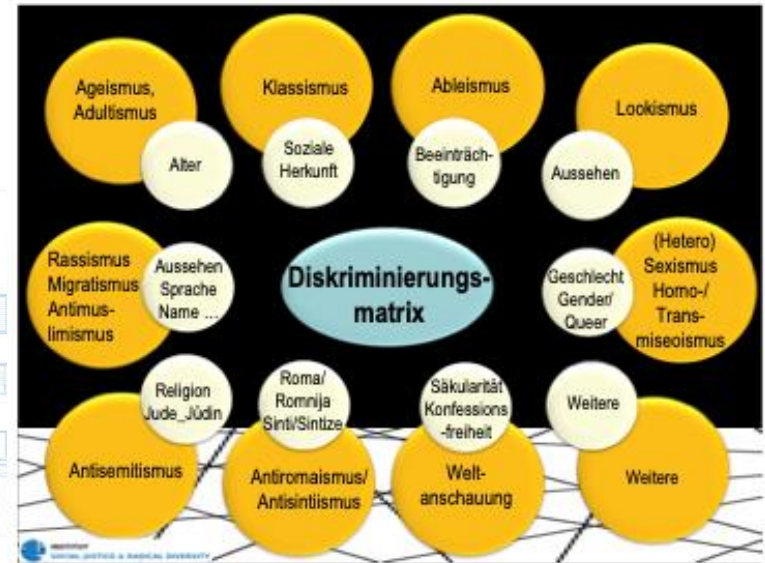 Ageismus,
Adultismus
Alter
Klassismus
Soziale
Herkunft
Ableismus
Beeinträch-
tigung
Lookismus
Aussehen
Rassismus
Migratismus
Antimus-
limismus
Aussehen
Sprache
Name ...
Diskriminierungs-
matrix
Geschlecht
Gender/
Queer
(Hetero)
Sexismus
Homo-/
Trans-
miseoismus
Religion
Jude_Jüdin
Antisemitismus
Roma/
Romnija
Sinti/Sintize
Antiromaismus/
Antisintiismus
Säkularität
Konfessions
-freiheit
Welt-
anschauung
Weitere
Weitere
INSTITUT
SOCIAL JUSTICE & RADICAL DIVERSITY